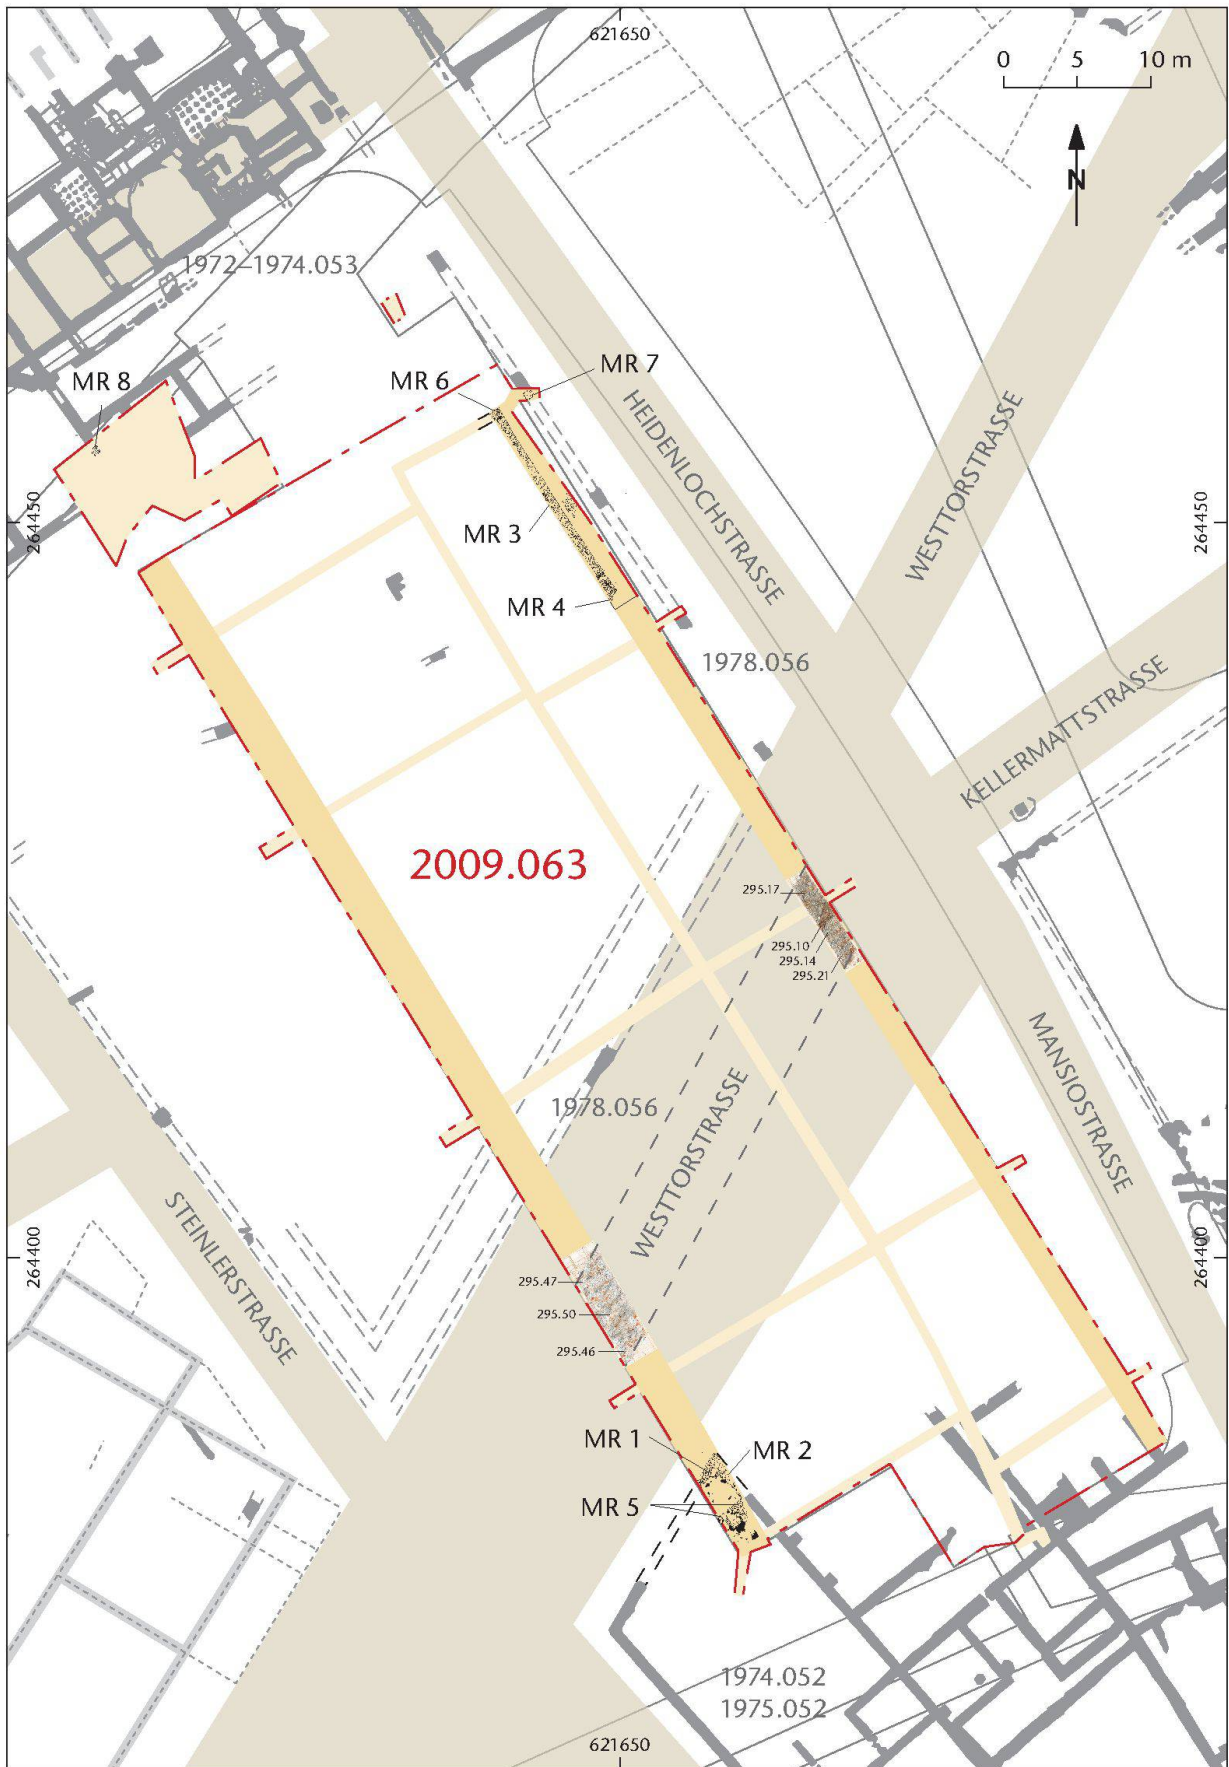 621650
0 5 10 m
N
1972–1974.053
MR 7
MR 6
MR 8
HEIDENLOCHSTRASSE
WESTTORSTRASSE
264450
264450
MR 3
MR 4
1978.056
KELLERMATTSTRASSE
2009.063
295.17
295.10
295.14
295.21
MANSIOSTRASSE
1978.056
WESTTORSTRASSE
STEINLERSTRASSE
264400
264400
295.47
295.50
295.46
MR 1
MR 2
MR 5
1974.052
1975.052
621650